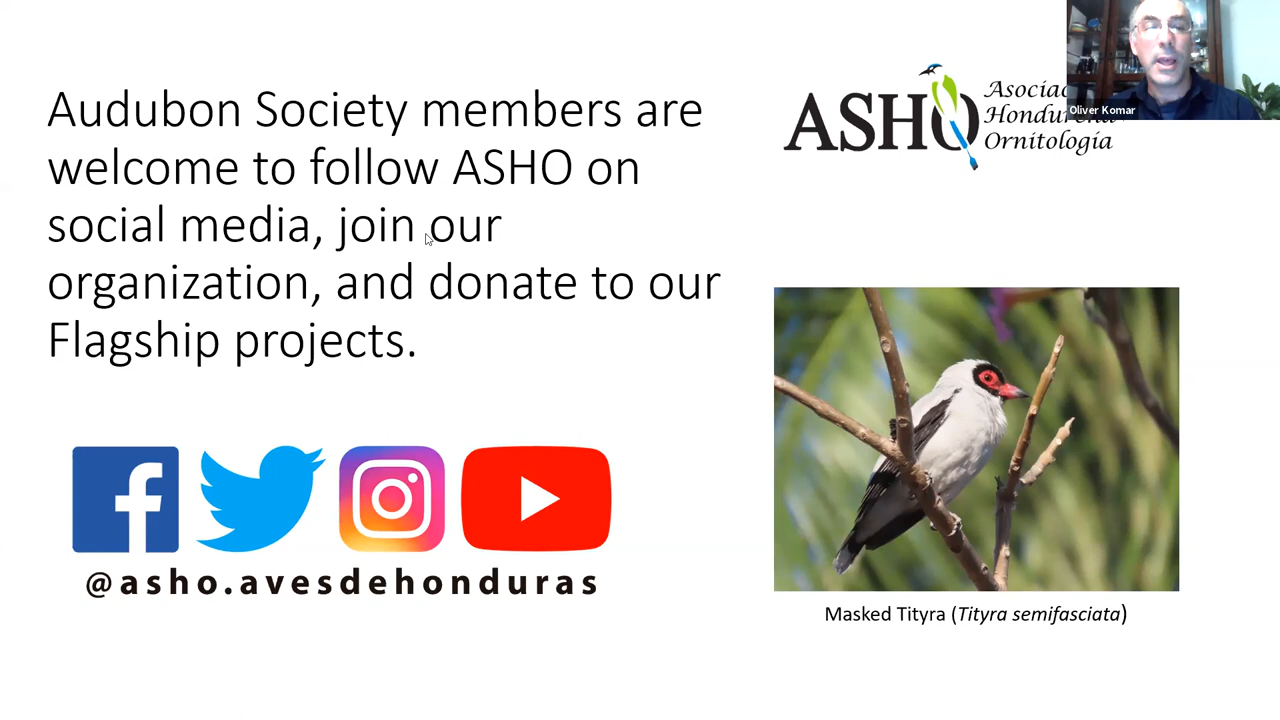 Audubon Society members are
welcome to follow ASHO on
social media, join our
organization, and donate to our
Flagship projects.
ASHO
Ornitología
Oliver Komar
@asho.avesdehonduras
Masked Tityra (Tityra semifasciata)